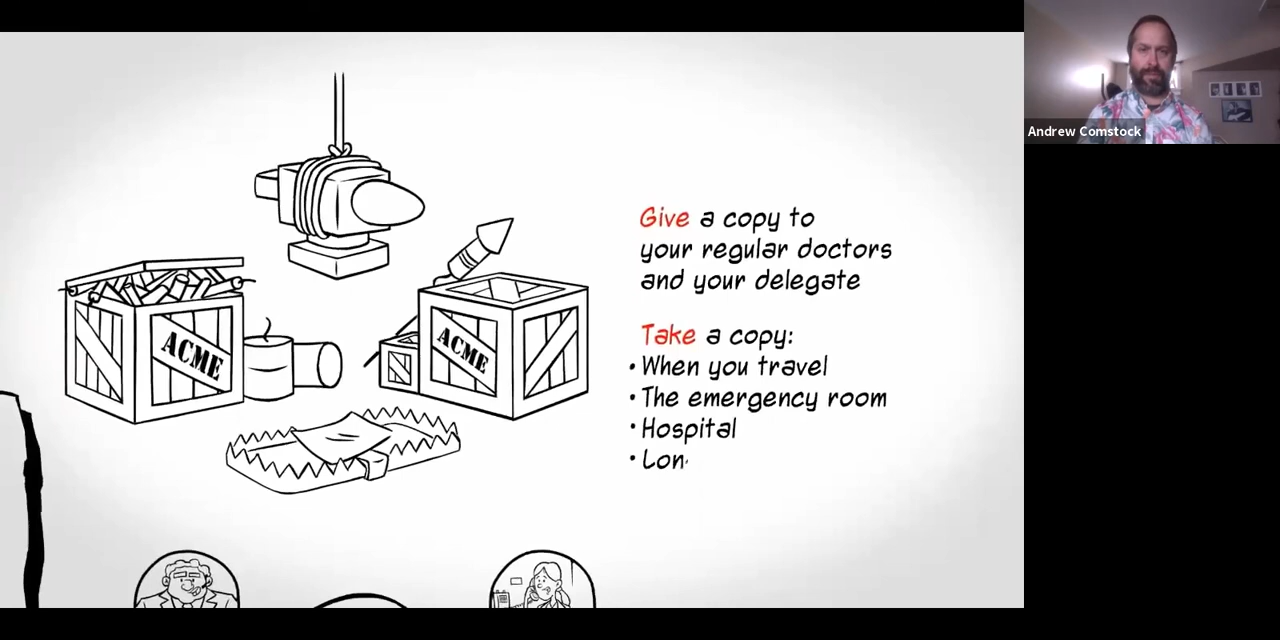 Give a copy to
your regular doctors
and your delegate
Take a copy:
• When you travel
• The emergency room
• Hospital
• Lon
ACME
ACME
Andrew Comstock